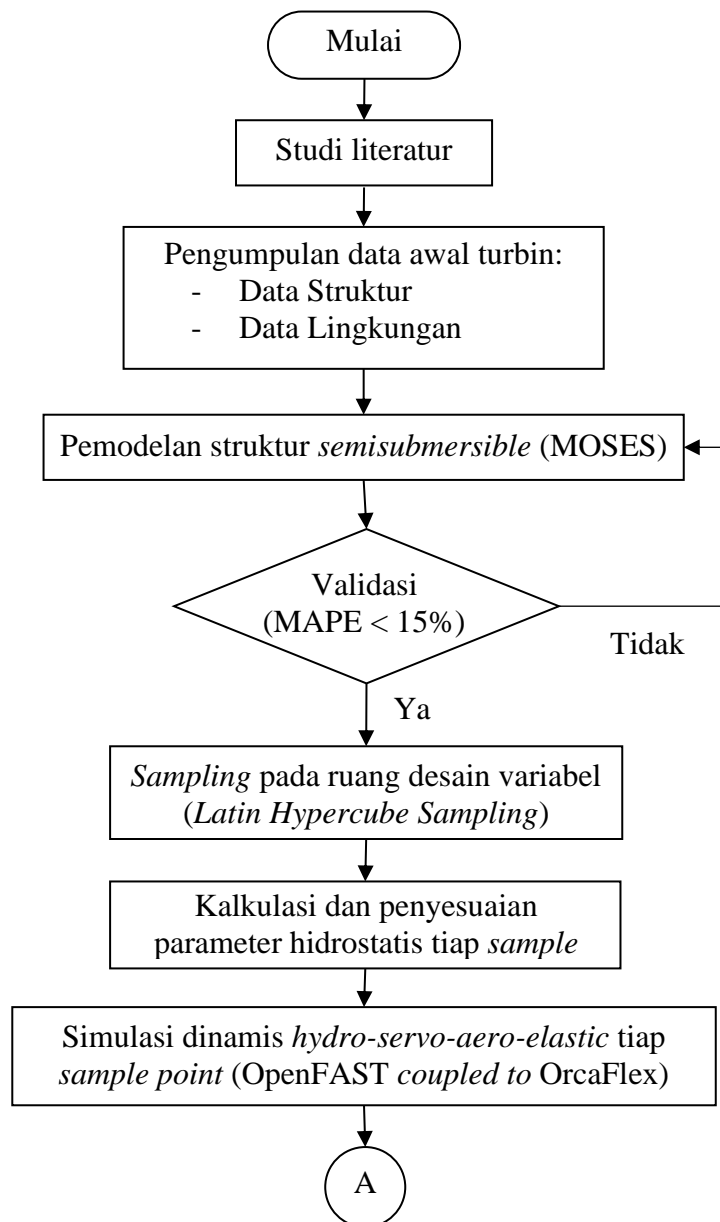 Mulai
Studi literatur
Pengumpulan data awal turbin:
- Data Struktur
- Data Lingkungan
Pemodelan struktur semisubmersible (MOSES)
Validasi
(MAPE < 15%)
Tidak
Ya
Sampling pada ruang desain variabel
(Latin Hypercube Sampling)
Kalkulasi dan penyesuaian
parameter hidrostatis tiap sample
Simulasi dinamis hydro-servo-aero-elastic tiap
sample point (OpenFAST coupled to OrcaFlex)
A